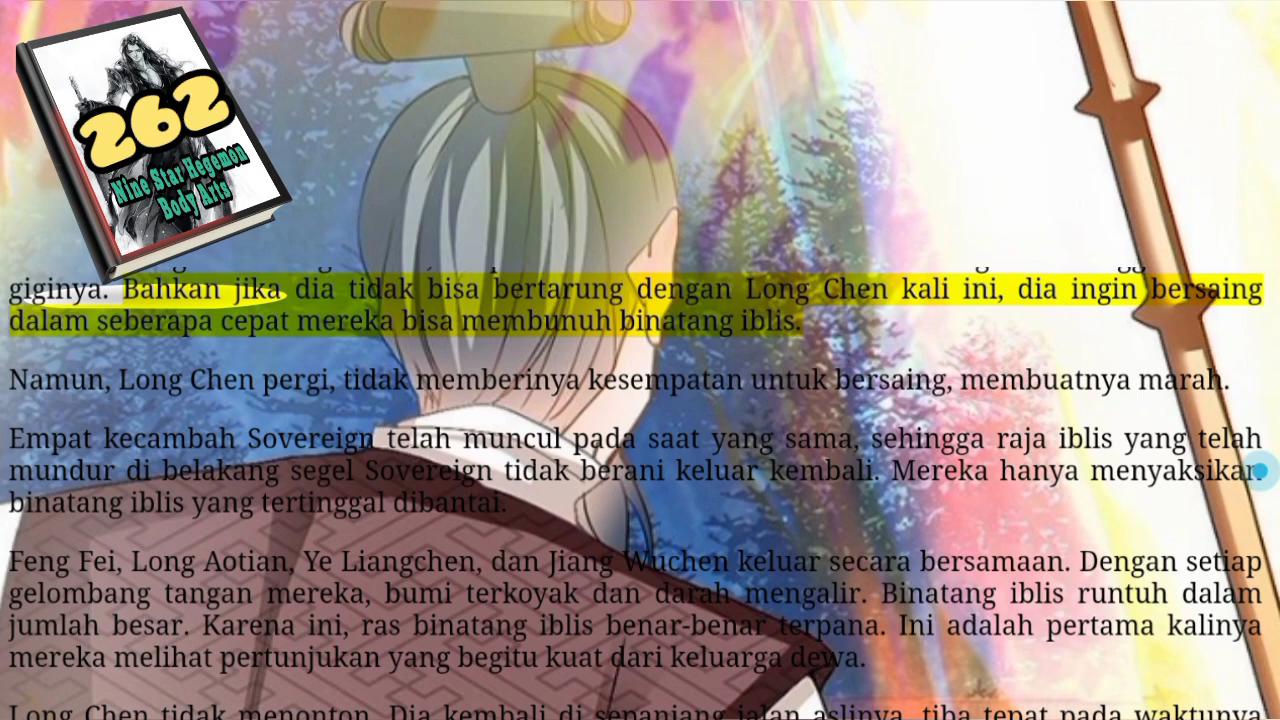 262
Nine Star Hegemon
Body Arts
giginya. Bahkan jika dia tidak bisa bertarung dengan Long Chen kali ini, dia ingin bersaing
dalam seberapa cepat mereka bisa membunuh binatang iblis.
Namun, Long Chen pergi, tidak memberinya kesempatan untuk bersaing, membuatnya marah.
Empat kecambah Sovereign telah muncul pada saat yang sama, sehingga raja iblis yang telah
mundur di belakang segel Sovereign tidak berani keluar kembali. Mereka hanya menyaksikan
binatang iblis yang tertinggal dibantai.
Feng Fei, Long Aotian, Ye Liangchen, dan Jiang Wuchen keluar secara bersamaan. Dengan setiap
gelombang tangan mereka, bumi terkoyak dan darah mengalir. Binatang iblis runtuh dalam
jumlah besar. Karena ini, ras binatang iblis benar-benar terpana. Ini adalah pertama kalinya
mereka melihat pertunjukan yang begitu kuat dari keluarga dewa.
Long Chen tidak menonton. Dia kembali di sepanjang jalan aslinya, tiba tepat pada waktunya